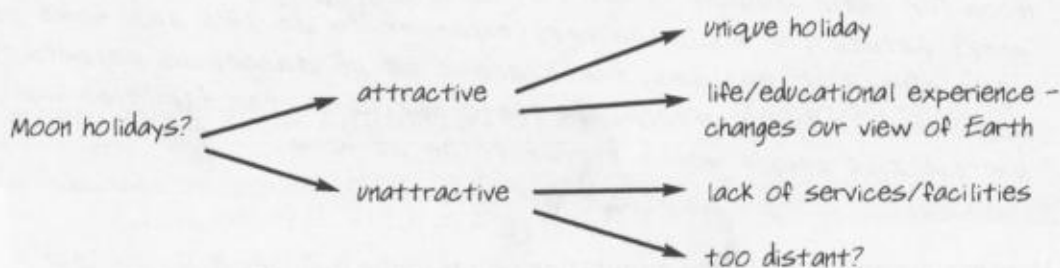 unique holiday
attractive
life/educational experience -
changes our view of Earth
Moon holidays?
unattractive
lack of services/facilities
too distant?